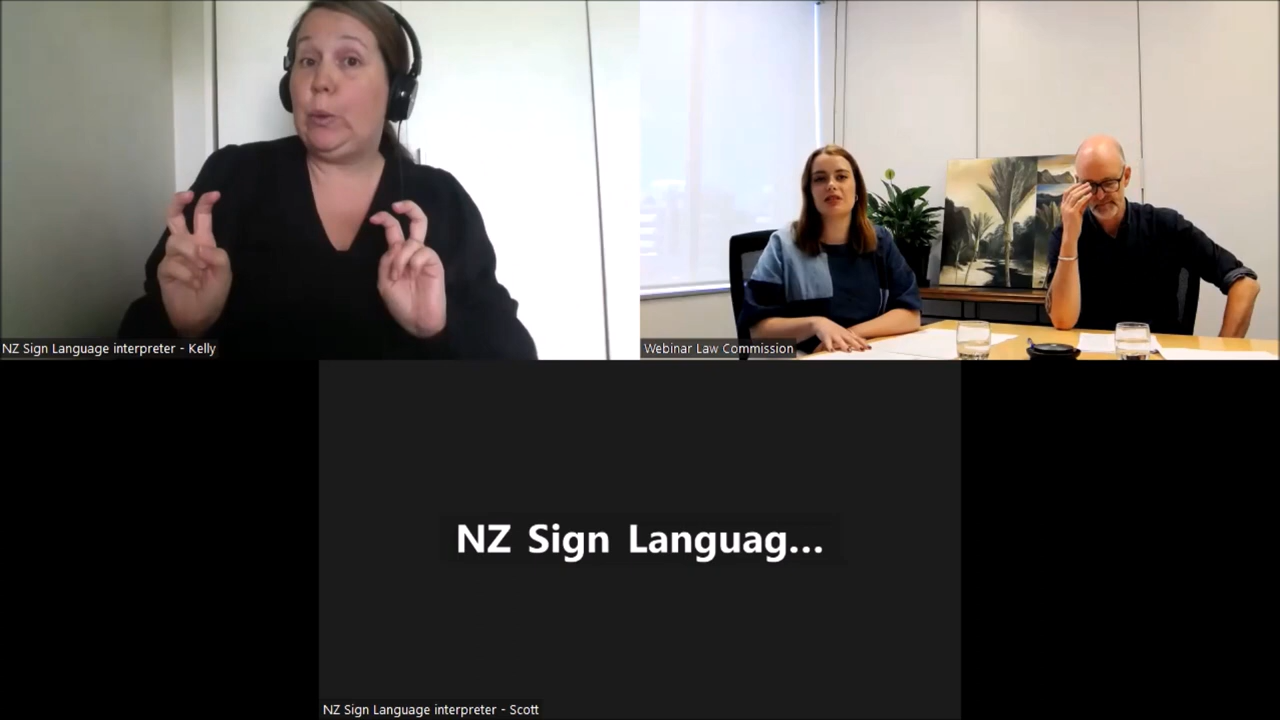 NZ Sign Language interpreter - Kelly
Webinar Law Commission
NZ Sign Languag...
NZ Sign Language interpreter - Scott